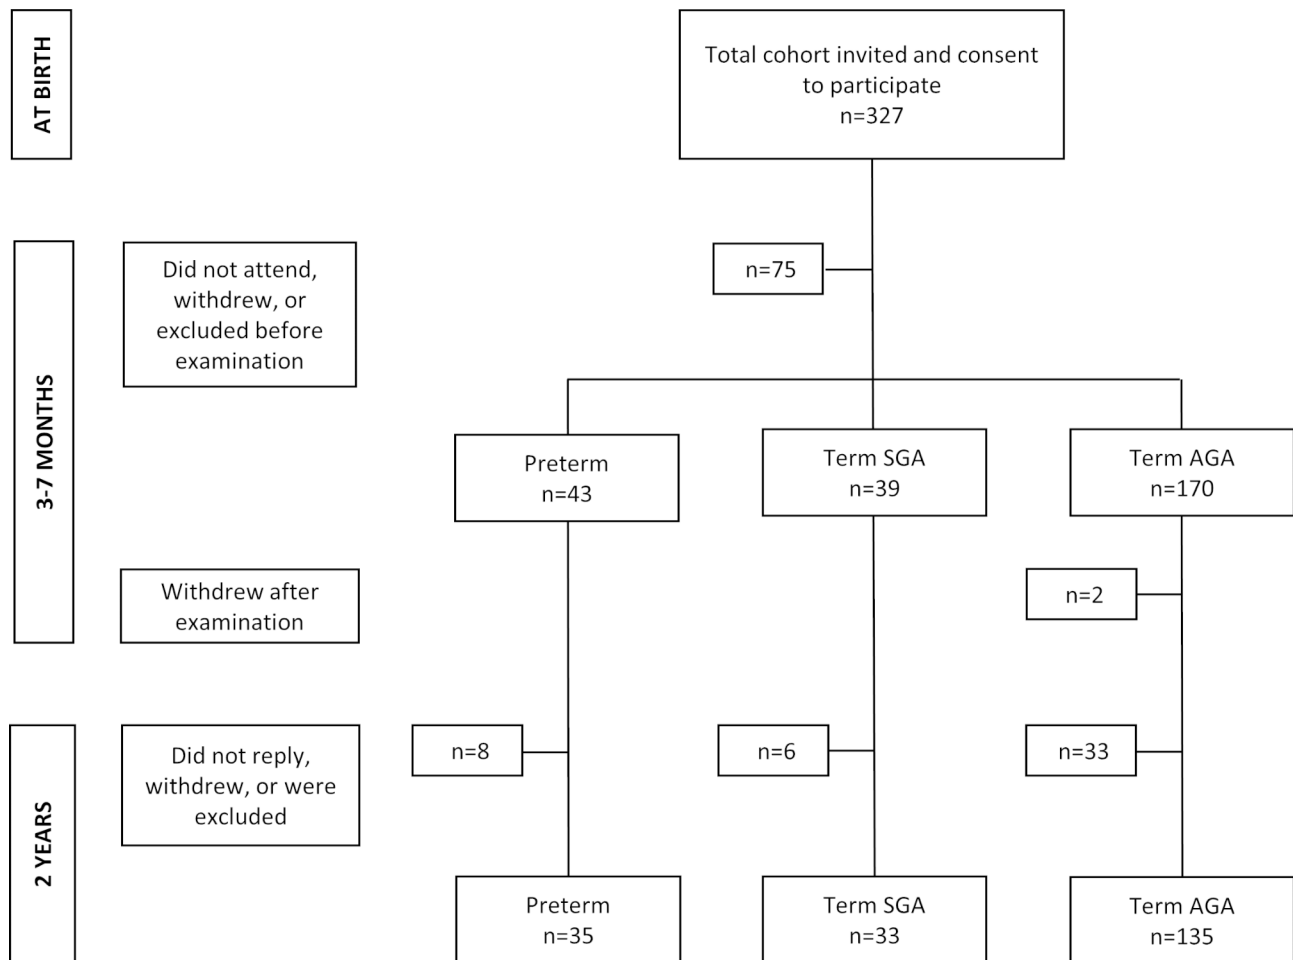 AT BIRTH
Total cohort invited and consent
to participate
n=327
3-7 MONTHS
Did not attend,
withdrew, or
excluded before
examination
n=75
Preterm
n=43
Term SGA
n=39
Term AGA
n=170
Withdrew after
examination
n=2
2 YEARS
Did not reply,
withdrew, or were
excluded
n=8
n=6
n=33
Preterm
n=35
Term SGA
n=33
Term AGA
n=135